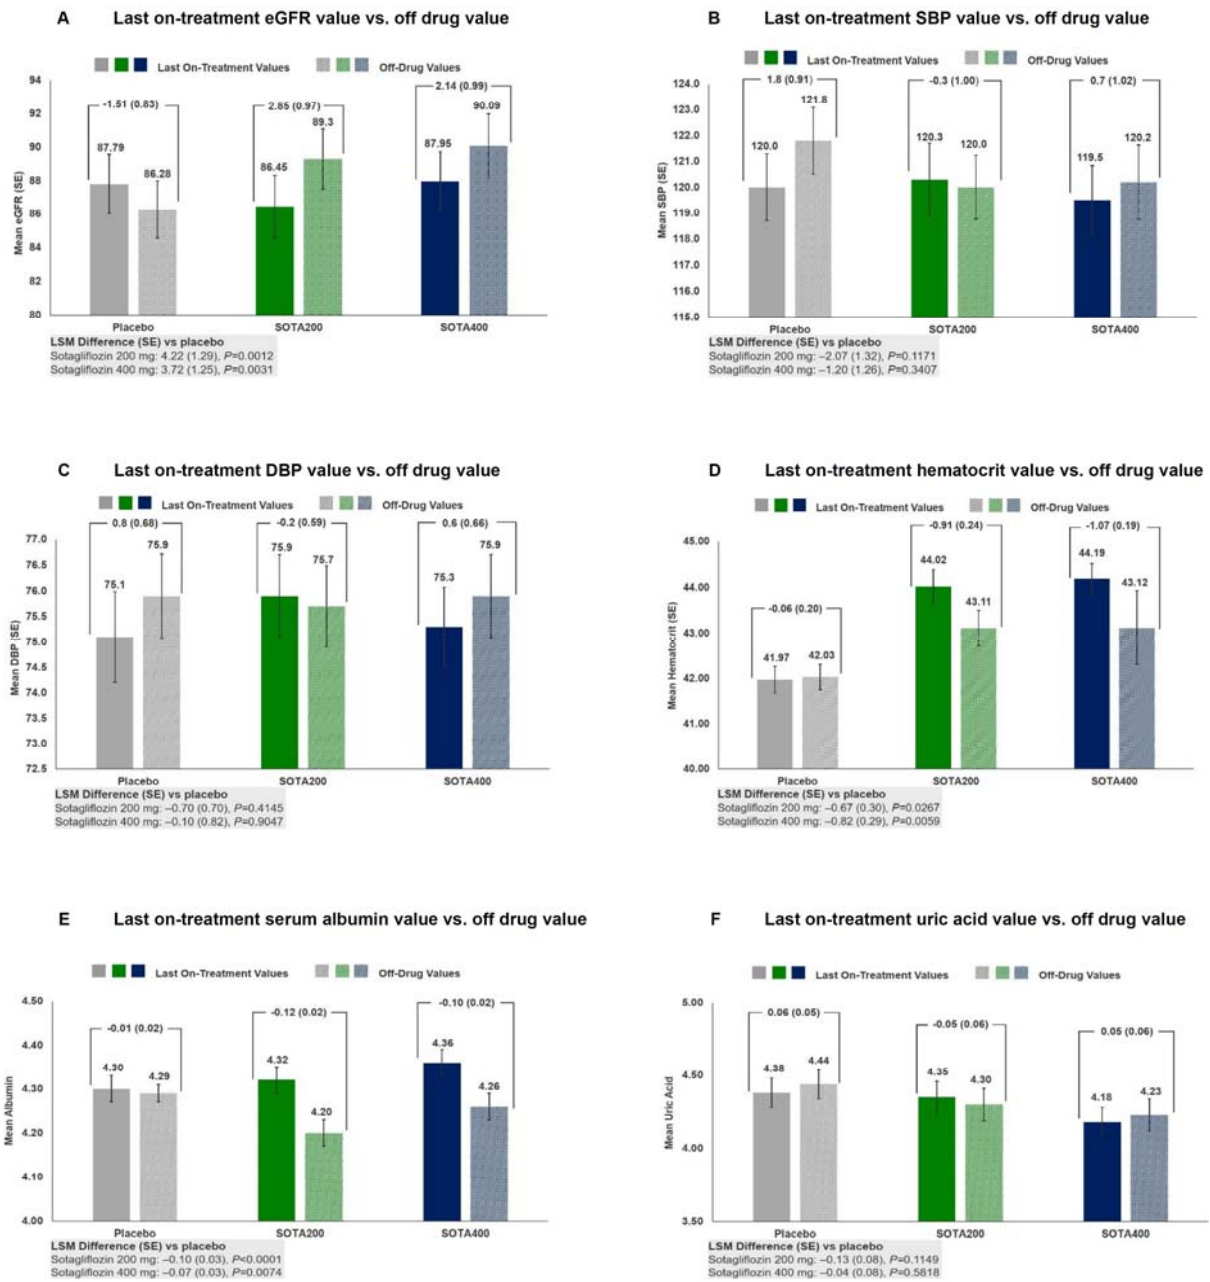 A Last on-treatment eGFR value vs. off drug value
Last On-Treatment Values Off-Drug Values
Mean eGFR (SE)
94
92
90
88
86
84
82
80
-1.51 (0.83)
2.85 (0.97)
2.14 (0.99)
87.79
86.28
86.45
89.3
87.95
90.09
Placebo SOTA200 SOTA400
LSM Difference (SE) vs placebo
Sotagliflozin 200 mg: 4.22 (1.29), P=0.0012
Sotagliflozin 400 mg: 3.72 (1.25), P=0.0031
B Last on-treatment SBP value vs. off drug value
Last On-Treatment Values Off-Drug Values
Mean SBP (SE)
124.0
123.0
122.0
121.0
120.0
119.0
118.0
117.0
116.0
115.0
1.8 (0.91)
-0.3 (1.00)
0.7 (1.02)
120.0
121.8
120.3
120.0
119.5
120.2
Placebo SOTA200 SOTA400
LSM Difference (SE) vs placebo
Sotagliflozin 200 mg: –2.07 (1.32), P=0.1171
Sotagliflozin 400 mg: –1.20 (1.26), P=0.3407
C Last on-treatment DBP value vs. off drug value
Last On-Treatment Values Off-Drug Values
Mean DBP (SE)
77.0
76.5
76.0
75.5
75.0
74.5
74.0
73.5
73.0
72.5
0.8 (0.68)
-0.2 (0.59)
0.6 (0.66)
75.1
75.9
75.9
75.7
75.3
75.9
Placebo SOTA200 SOTA400
LSM Difference (SE) vs placebo
Sotagliflozin 200 mg: –0.70 (0.70), P=0.4145
Sotagliflozin 400 mg: –0.10 (0.82), P=0.9047
D Last on-treatment hematocrit value vs. off drug value
Last On-Treatment Values Off-Drug Values
Mean Hematocrit (SE)
45.00
44.00
43.00
42.00
41.00
40.00
-0.06 (0.20)
-0.91 (0.24)
-1.07 (0.19)
41.97
42.03
44.02
43.11
44.19
43.12
Placebo SOTA200 SOTA400
LSM Difference (SE) vs placebo
Sotagliflozin 200 mg: –0.67 (0.30), P=0.0267
Sotagliflozin 400 mg: –0.82 (0.29), P=0.0059
E Last on-treatment serum albumin value vs. off drug value
Last On-Treatment Values Off-Drug Values
Mean Albumin
4.50
4.40
4.30
4.20
4.10
4.00
-0.01 (0.02)
-0.12 (0.02)
-0.10 (0.02)
4.30
4.29
4.32
4.20
4.36
4.26
Placebo SOTA200 SOTA400
LSM Difference (SE) vs placebo
Sotagliflozin 200 mg: –0.10 (0.03), P<0.0001
Sotagliflozin 400 mg: –0.07 (0.03), P=0.0074
F Last on-treatment uric acid value vs. off drug value
Last On-Treatment Values Off-Drug Values
Mean Uric Acid
5.00
4.50
4.00
3.50
0.06 (0.05)
-0.05 (0.06)
0.05 (0.06)
4.38
4.44
4.35
4.30
4.18
4.23
Placebo SOTA200 SOTA400
LSM Difference (SE) vs placebo
Sotagliflozin 200 mg: –0.13 (0.08), P=0.1149
Sotagliflozin 400 mg: –0.04 (0.08), P=0.5818